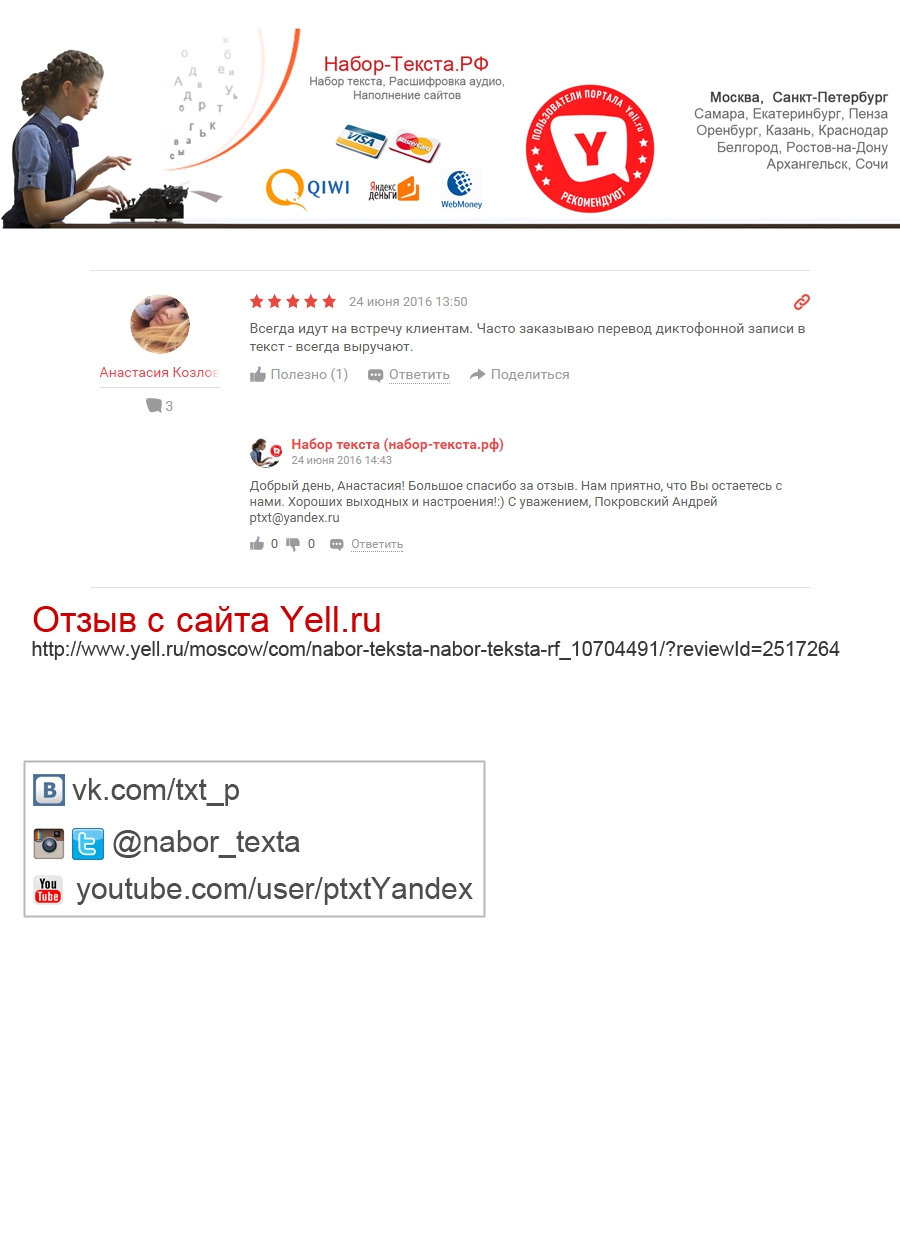 Набор-Текста.РФ
Набор текста, Расшифровка аудио,
Наполнение сайтов
VISA
MasterCard
QIWI
Яндекс
деньги
WebMoney
ПОЛЬЗОВАТЕЛИ ПОРТАЛА Yell.ru
Y
РЕКОМЕНДУЮТ
Москва, Санкт-Петербург
Самара, Екатеринбург, Пенза
Оренбург, Казань, Краснодар
Белгород, Ростов-на-Дону
Архангельск, Сочи
24 июня 2016 13:50
Всегда идут на встречу клиентам. Часто заказываю перевод диктофонной записи в
текст - всегда выручают.
Анастасия Козлов
Полезно (1) Ответить Поделиться
3
Набор текста (набор-текста.рф)
24 июня 2016 14:43
Добрый день, Анастасия! Большое спасибо за отзыв. Нам приятно, что Вы остаетесь с
нами. Хороших выходных и настроения!:) С уважением, Покровский Андрей
ptxt@yandex.ru
0 0 Ответить
Отзыв с сайта Yell.ru
http://www.yell.ru/moscow/com/nabor-teksta-nabor-teksta-rf_10704491/?reviewId=2517264
B vk.com/txt_p
@nabor_texta
You
Tube
youtube.com/user/ptxtYandex